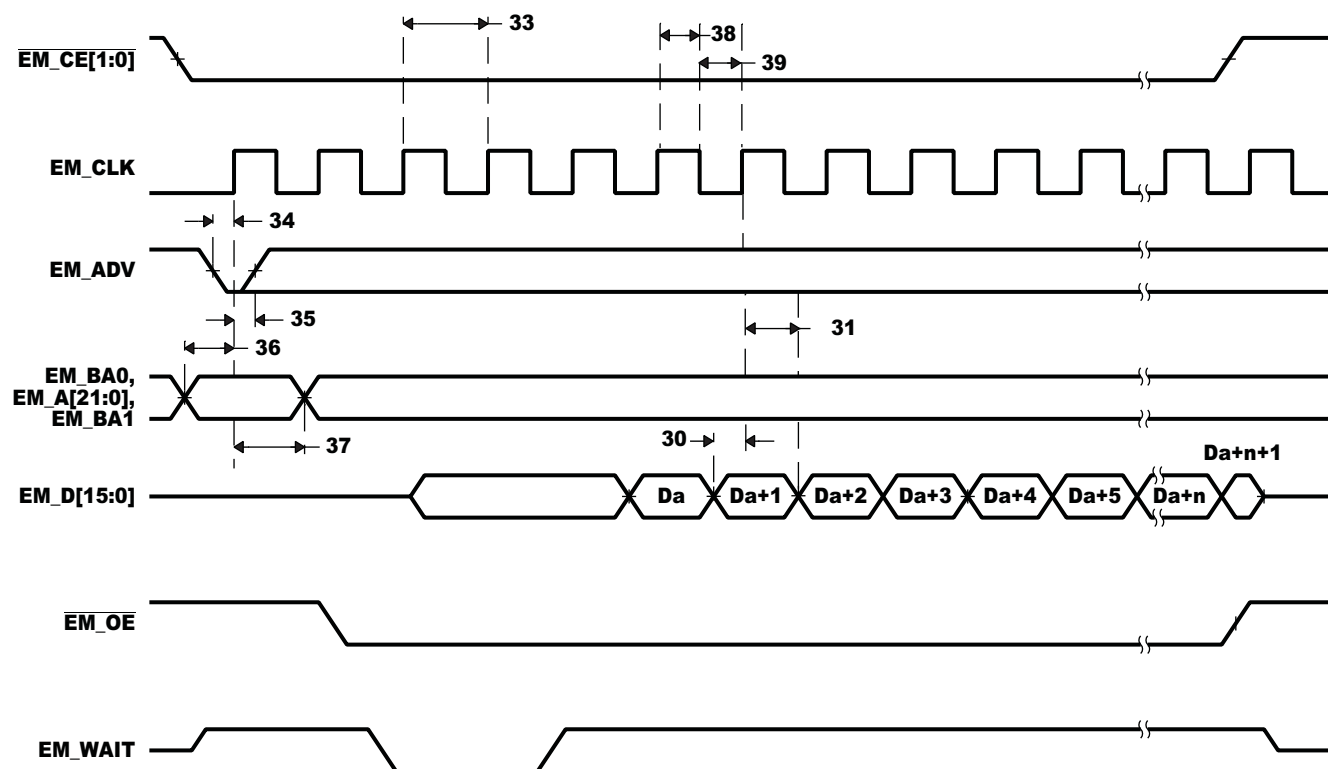 33
38
EM_CE[1:0]
39
EM_CLK
34
EM_ADV
35
31
36
EM_BA0,
EM_A[21:0],
EM_BA1
30
37
Da+n+1
EM_D[15:0]
Da
Da+1
Da+2
Da+3
Da+4
Da+5
Da+n
EM_OE
EM_WAIT